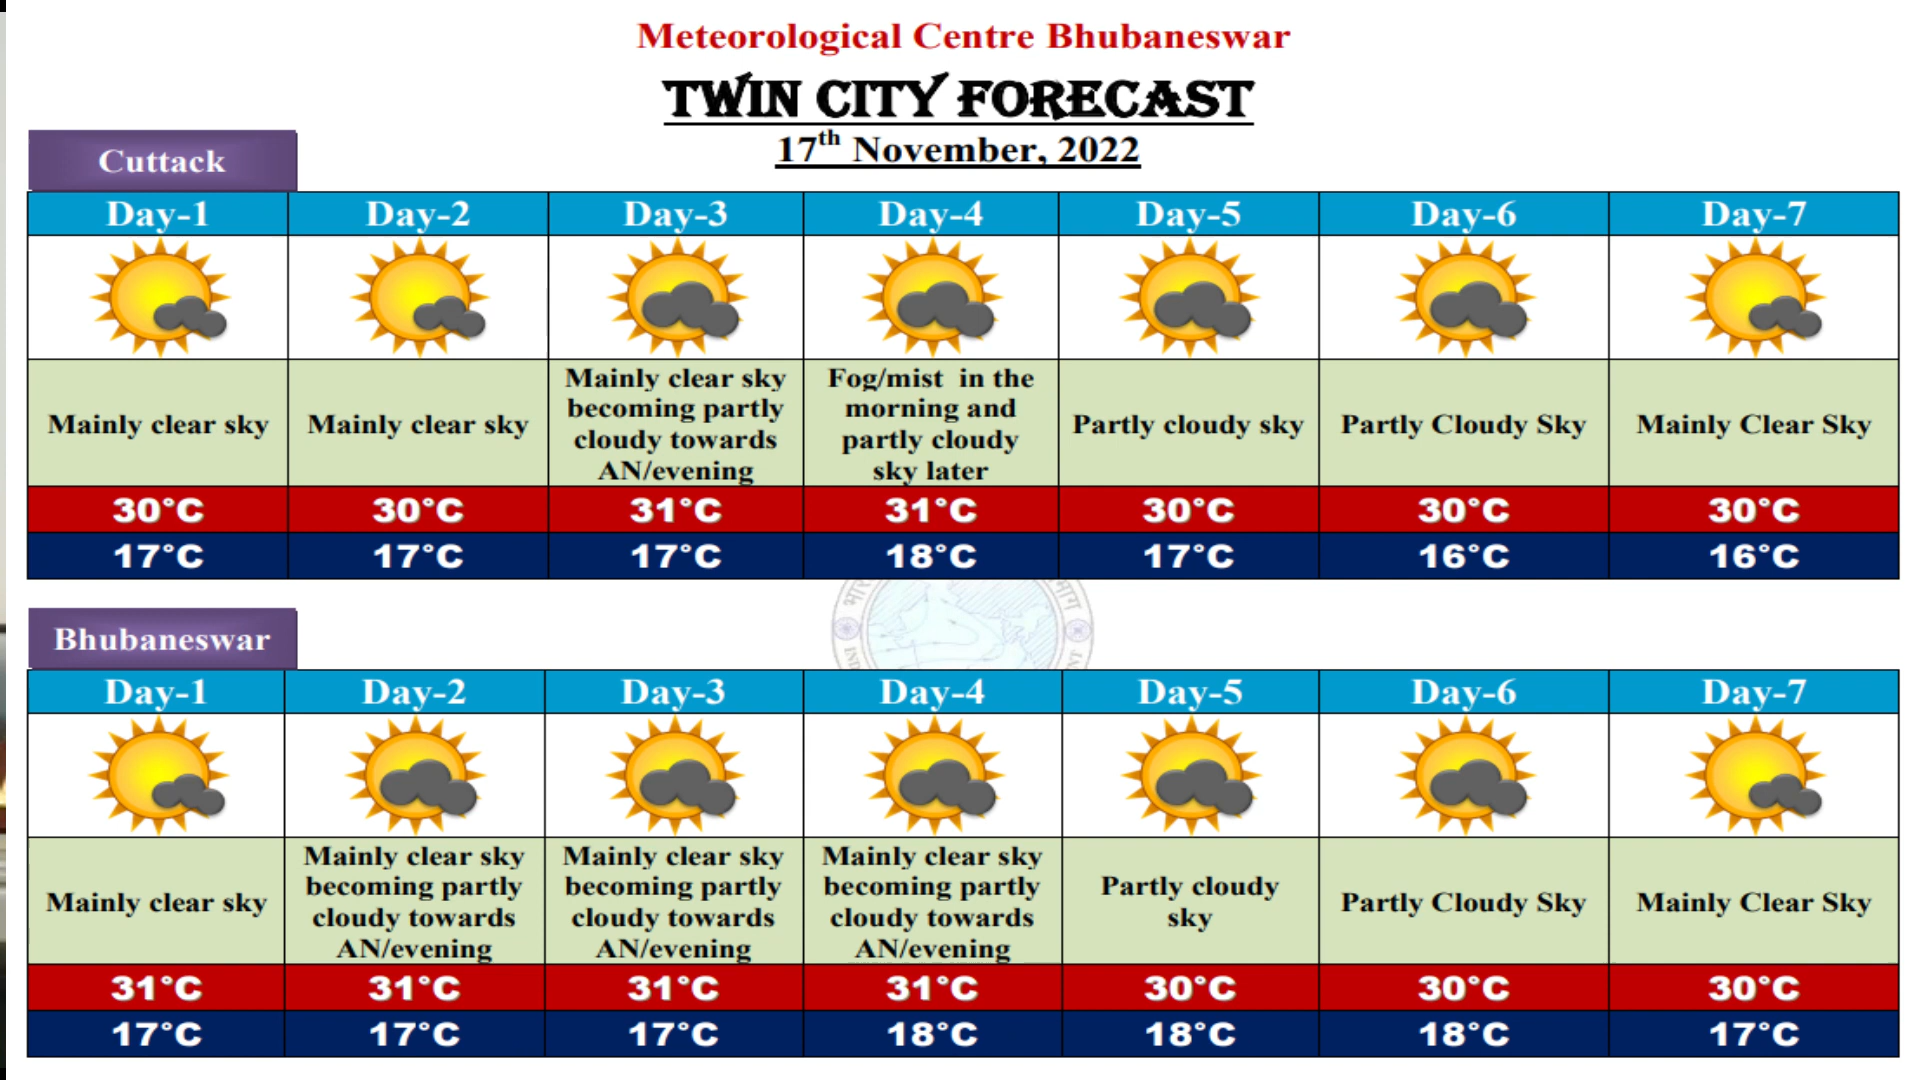 Meteorological Centre Bhubaneswar
TWIN CITY FORECAST
17th November, 2022
Cuttack
Day-1 Day-2 Day-3 Day-4 Day-5 Day-6 Day-7
Mainly clear sky
Mainly clear sky
Mainly clear sky
becoming partly
cloudy towards
AN/evening
Fog/mist in the
morning and
partly cloudy
sky later
Partly cloudy sky
Partly Cloudy Sky
Mainly Clear Sky
30°C 30°C 31°C 31°C 30°C 30°C 30°C
17°C 17°C 17°C 18°C 17°C 16°C 16°C
Bhubaneswar
Day-1 Day-2 Day-3 Day-4 Day-5 Day-6 Day-7
Mainly clear sky
Mainly clear sky
becoming partly
cloudy towards
AN/evening
Mainly clear sky
becoming partly
cloudy towards
AN/evening
Mainly clear sky
becoming partly
cloudy towards
AN/evening
Partly cloudy
sky
Partly Cloudy Sky
Mainly Clear Sky
31°C 31°C 31°C 31°C 30°C 30°C 30°C
17°C 17°C 17°C 18°C 18°C 18°C 17°C